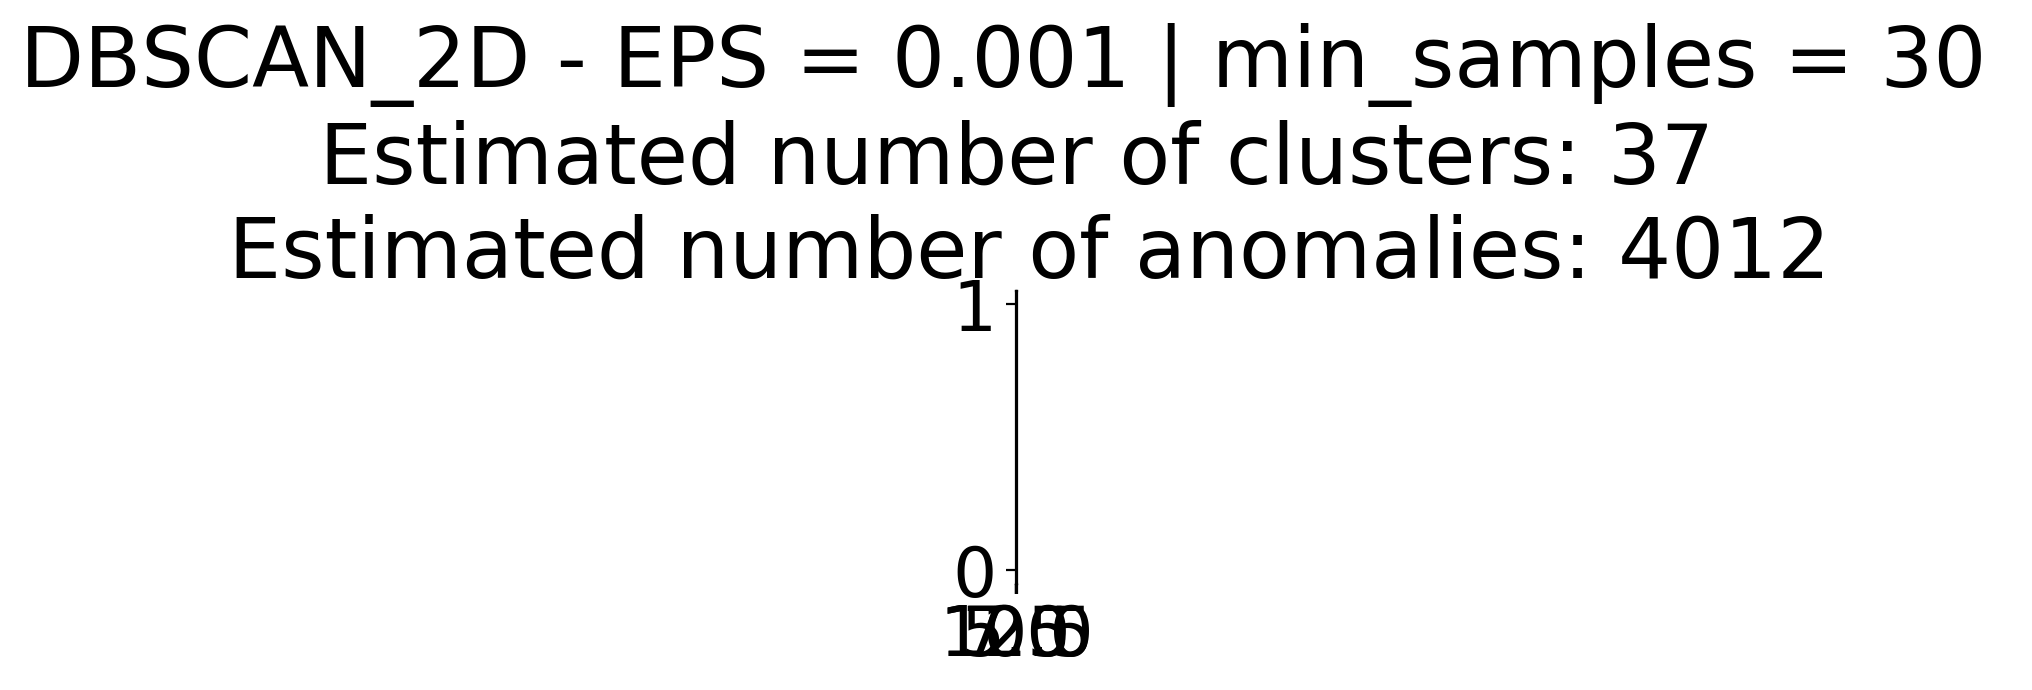 DBSCAN_2D - EPS = 0.001 | min_samples = 30
Estimated number of clusters: 37
Estimated number of anomalies: 4012
1
0